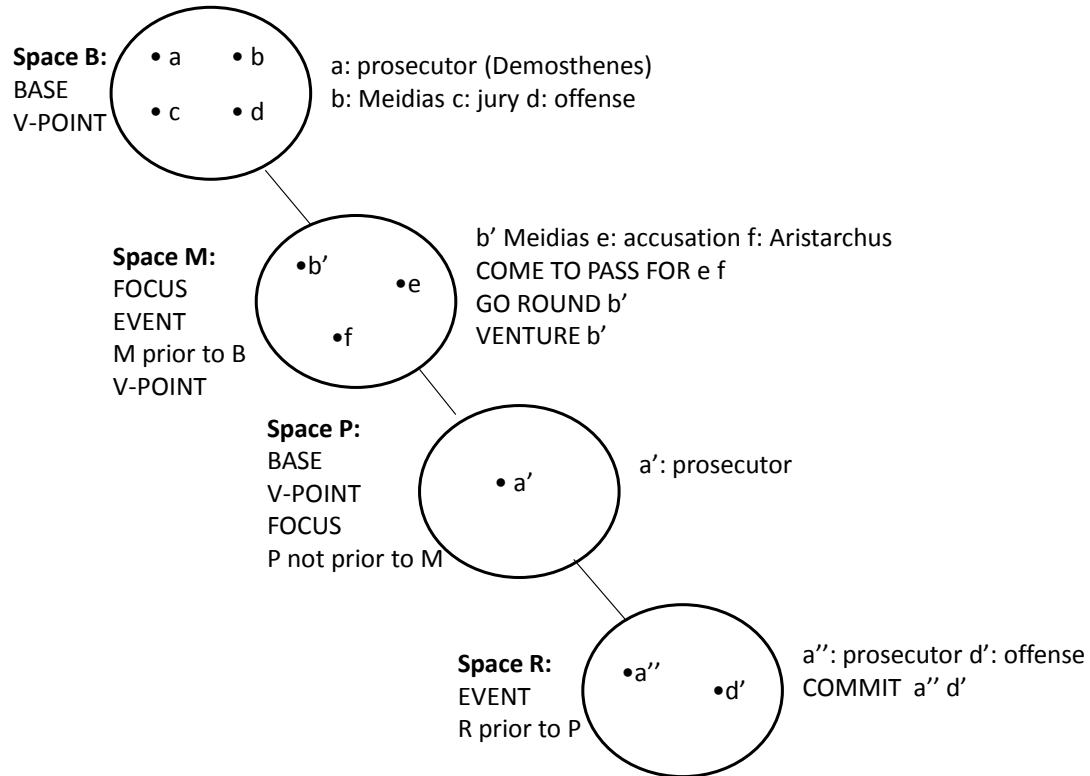 Space B:
BASE
V-POINT
• a • b
• c • d
a: prosecutor (Demosthenes)
b: Meidias c: jury d: offense
Space M:
FOCUS
EVENT
M prior to B
V-POINT
•b’
•e
•f
b’ Meidias e: accusation f: Aristarchus
COME TO PASS FOR e f
GO ROUND b’
VENTURE b’
Space P:
BASE
V-POINT
FOCUS
P not prior to M
• a’
a’: prosecutor
Space R:
EVENT
R prior to P
•a’’
•d’
a’’: prosecutor d’: offense
COMMIT a’’ d’